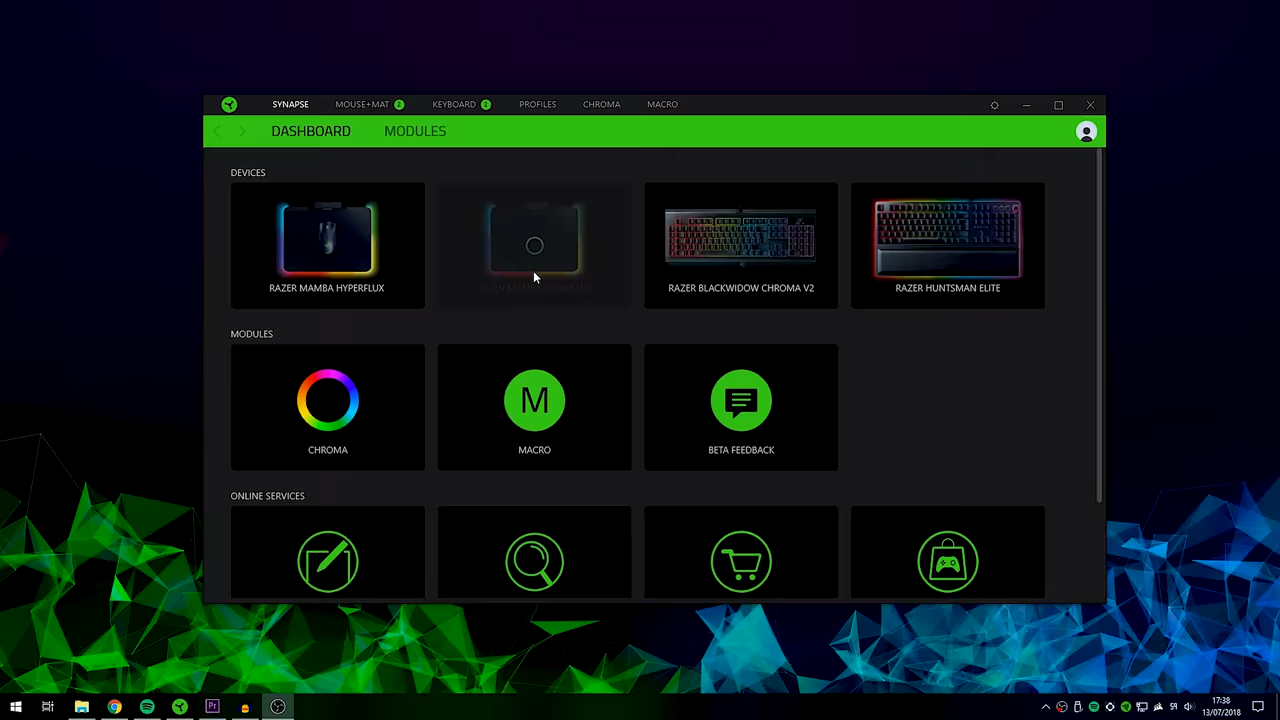 SYNAPSE MOUSE+MAT 2 KEYBOARD 2 PROFILES CHROMA MACRO
DASHBOARD MODULES
DEVICES
RAZER MAMBA HYPERFLUX
RAZER BLACKWIDOW CHROMA V2
RAZER HUNTSMAN ELITE
MODULES
CHROMA
M
MACRO
BETA FEEDBACK
ONLINE SERVICES
Pr
17:38
13/07/2018